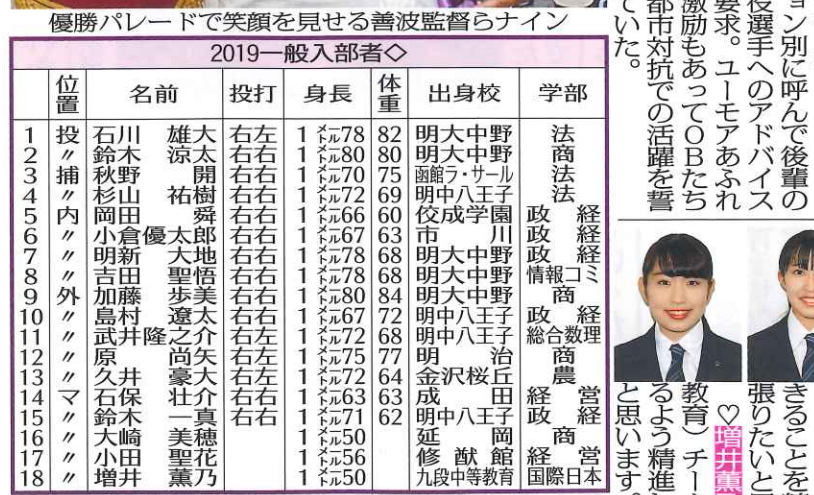 優勝パレードで笑顔を見せる善波監督らナイン
2019一般入部者◇
位置 名前 投打 身長 体重 出身校 学部
1 投 石川 雄大 右左 1㍍78 82 明大中野 法
2 〃 鈴木 涼太 右右 1㍍80 80 明大中野 商
3 捕 秋野 開 右右 1㍍70 75 函館ラ・サール 法
4 〃 杉山 祐樹 右右 1㍍72 69 明中八王子 法
5 内 岡田 舜 右右 1㍍66 60 佼成学園 政経
6 〃 小倉優太郎 右右 1㍍67 63 市川 政経
7 〃 明新 大地 右右 1㍍78 68 明大中野 政経
8 〃 吉田 聖悟 右右 1㍍78 68 明大中野 情報コミ
9 外 加藤 歩美 右右 1㍍80 84 明大中野 商
10 〃 島村 遼太 右右 1㍍67 72 明中八王子 政経
11 〃 武井隆之介 右左 1㍍72 68 明中八王子 総合数理
12 〃 原 尚矢 右左 1㍍75 77 明治 商
13 〃 久井 豪大 右左 1㍍72 64 金沢桜丘 農
14 マ 石保 壮介 右右 1㍍63 63 成田 経営
15 〃 鈴木 一真 右右 1㍍71 62 明中八王子 政経
16 〃 大崎 美穂 1㍍50 延岡 商
17 〃 小田 聖花 1㍍56 修猷館 経営
18 〃 増井 薫乃 1㍍50 九段中等教育 国際日本
ョン別に呼んで後輩の
役選手へのアドバイス
要求。ユーモアあふれ
激励もあってOBたち
都市対抗での活躍を誓
ていた。
きることを
張りたいと
♡増井薫
教育）チー
るよう精進
と思います。